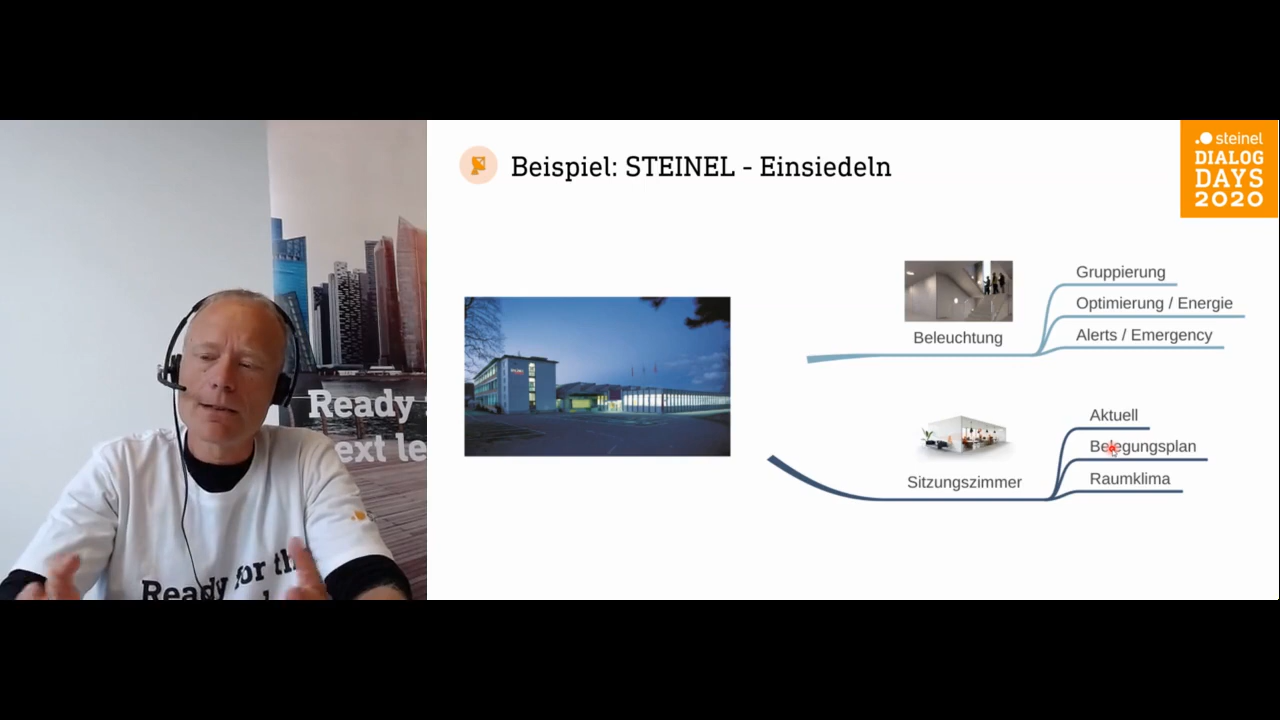 Beispiel: STEINEL - Einsiedeln
steinel
DIALOG
DAYS
2020
Gruppierung
Optimierung / Energie
Alerts / Emergency
Beleuchtung
Aktuell
Belegungsplan
Raumklima
Sitzungszimmer
Ready
ext le
Ready for th